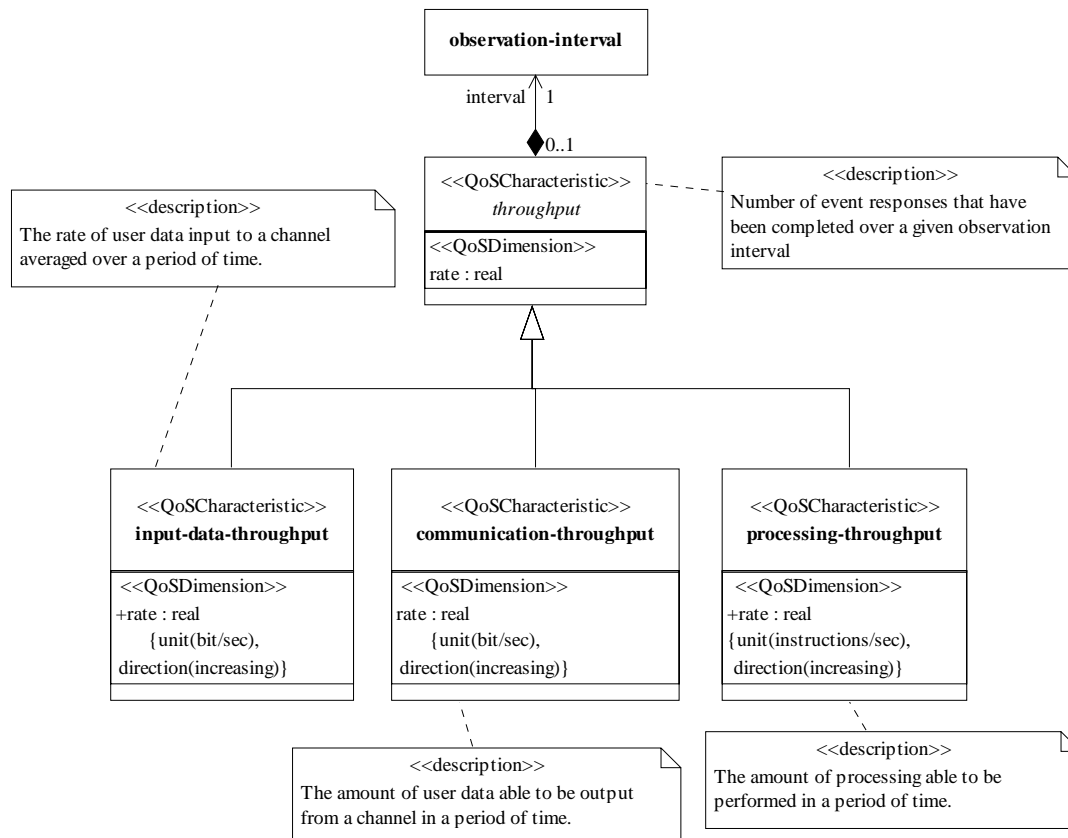 observation-interval
interval 1
0..1
<<QoSCharacteristic>>
throughput
<<QoSDimension>>
rate : real
<<description>>
Number of event responses that have
been completed over a given observation
interval
<<description>>
The rate of user data input to a channel
averaged over a period of time.
<<QoSCharacteristic>>
input-data-throughput
<<QoSDimension>>
+rate : real
{unit(bit/sec),
direction(increasing)}
<<QoSCharacteristic>>
communication-throughput
<<QoSDimension>>
rate : real
{unit(bit/sec),
direction(increasing)}
<<QoSCharacteristic>>
processing-throughput
<<QoSDimension>>
+rate : real
{unit(instructions/sec),
direction(increasing)}
<<description>>
The amount of user data able to be output
from a channel in a period of time.
<<description>>
The amount of processing able to be
performed in a period of time.